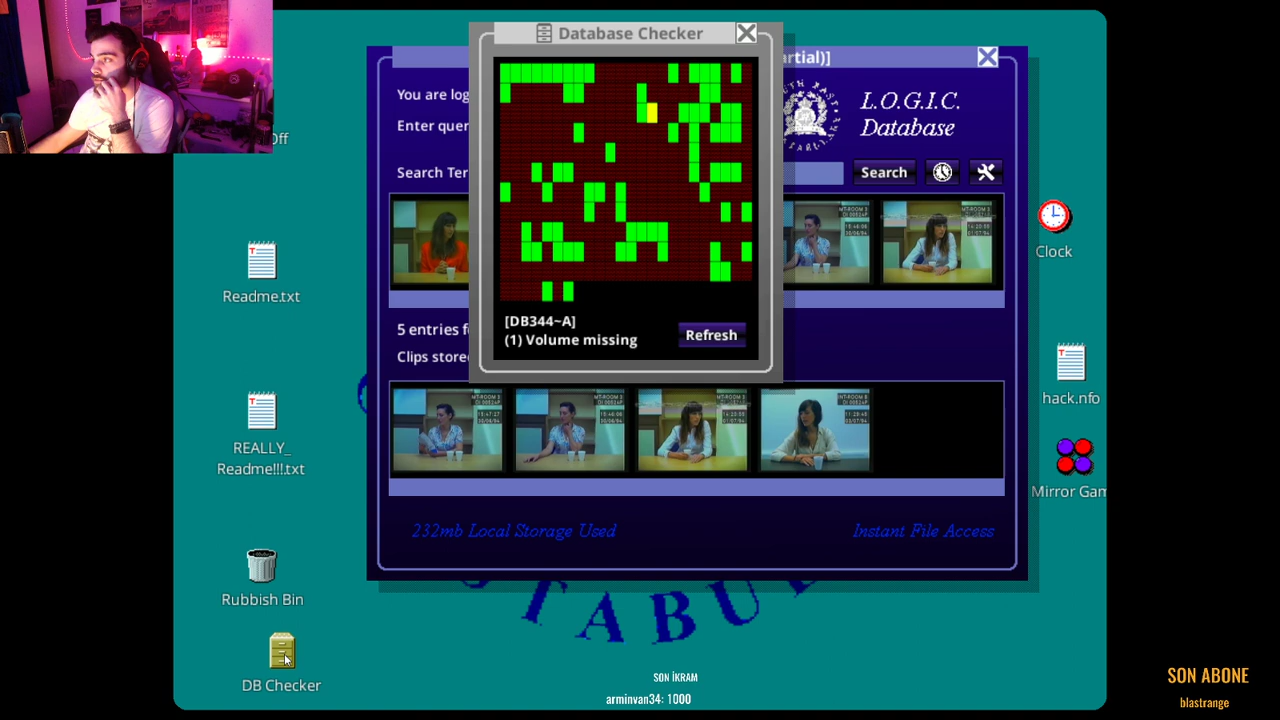 Database Checker
rtial)]
You are log
Enter quer
Search Ter
L.O.G.I.C.
Database
Search
[DB344~A]
(1) Volume missing
Refresh
5 entries f
Clips store
232mb Local Storage Used
Instant File Access
Off
Readme.txt
REALLY_
Readme!!!.txt
Rubbish Bin
DB Checker
Clock
hack.nfo
Mirror Gam
TABU
SON İKRAM
arminvan34: 1000
SON ABONE
blastrange